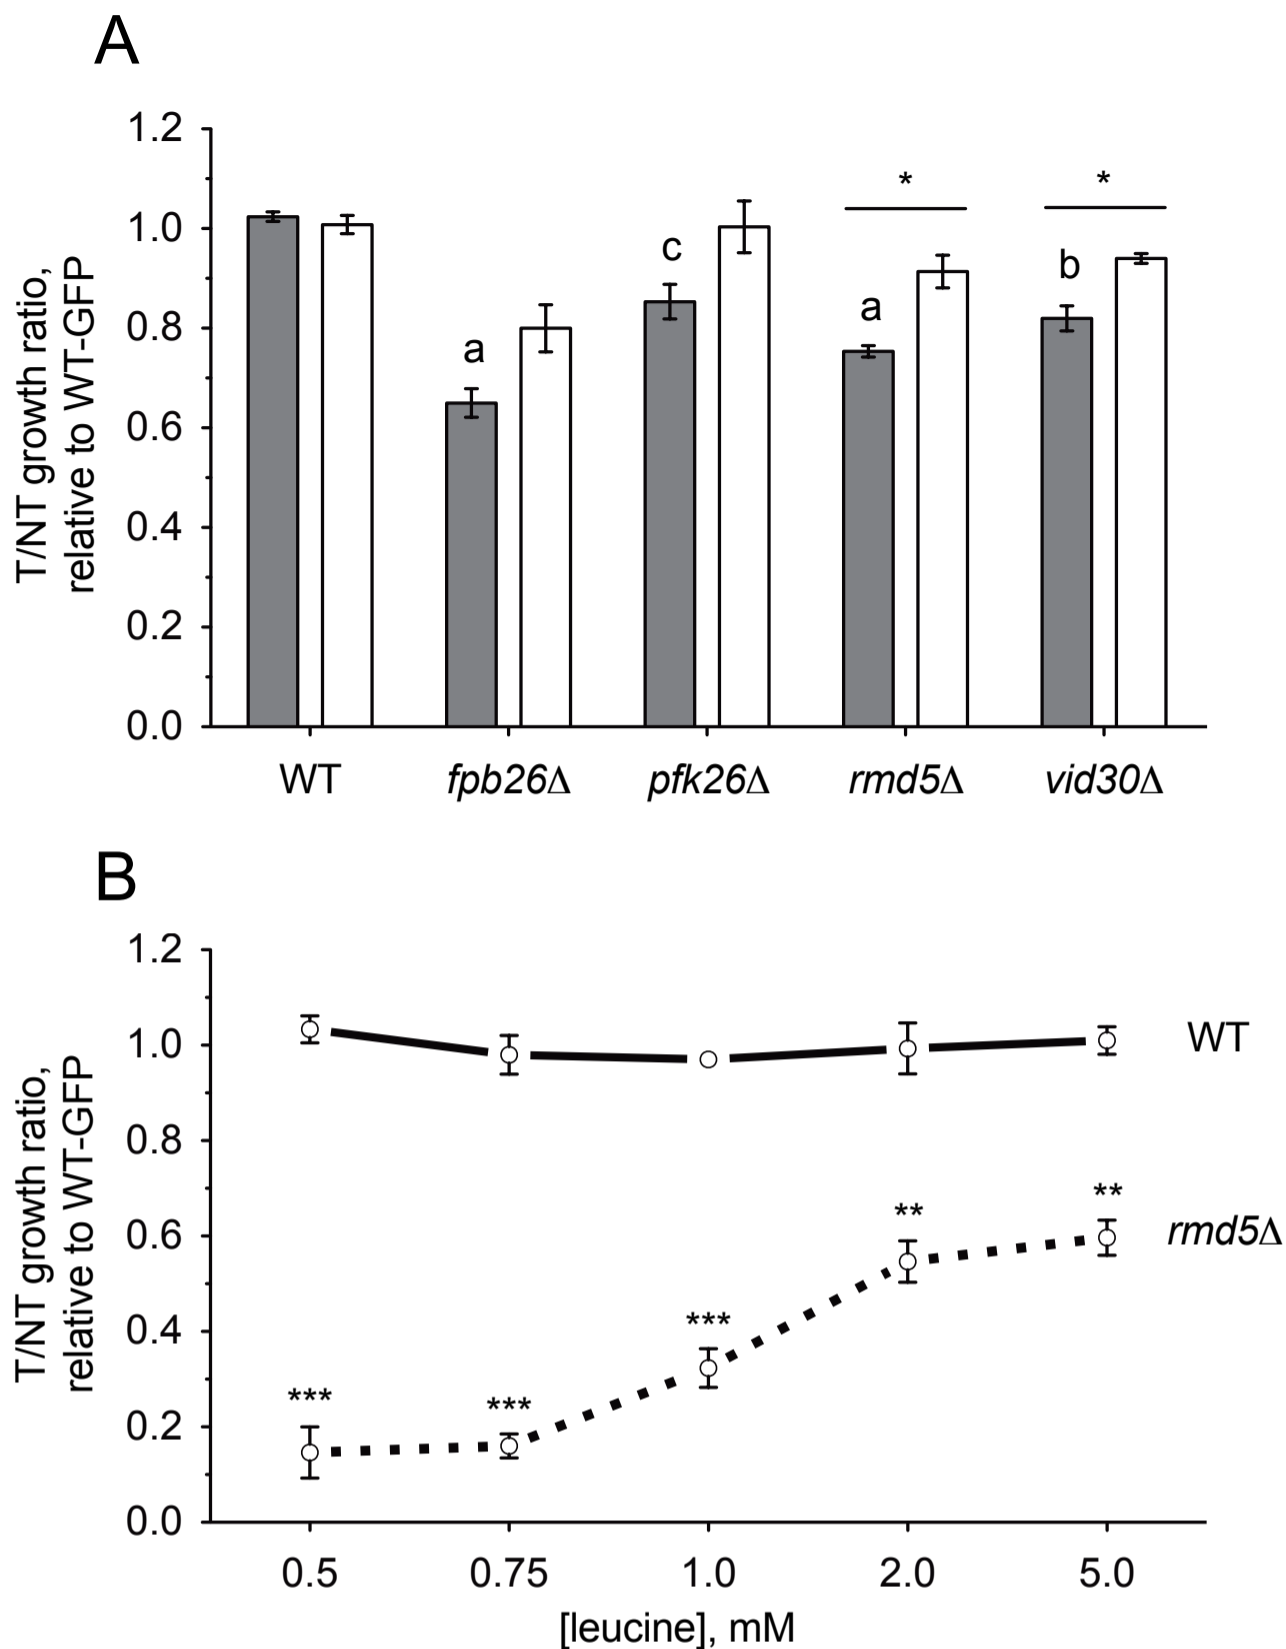 A
1.2
1.0
0.8
0.6
0.4
0.2
0.0
T/NT growth ratio,
relative to WT-GFP
a
c
a
b
*
*
WT
fpb26Δ
pfk26Δ
rmd5Δ
vid30Δ
B
1.2
1.0
0.8
0.6
0.4
0.2
0.0
T/NT growth ratio,
relative to WT-GFP
WT
rmd5Δ
***
***
***
**
**
0.5
0.75
1.0
2.0
5.0
[leucine], mM